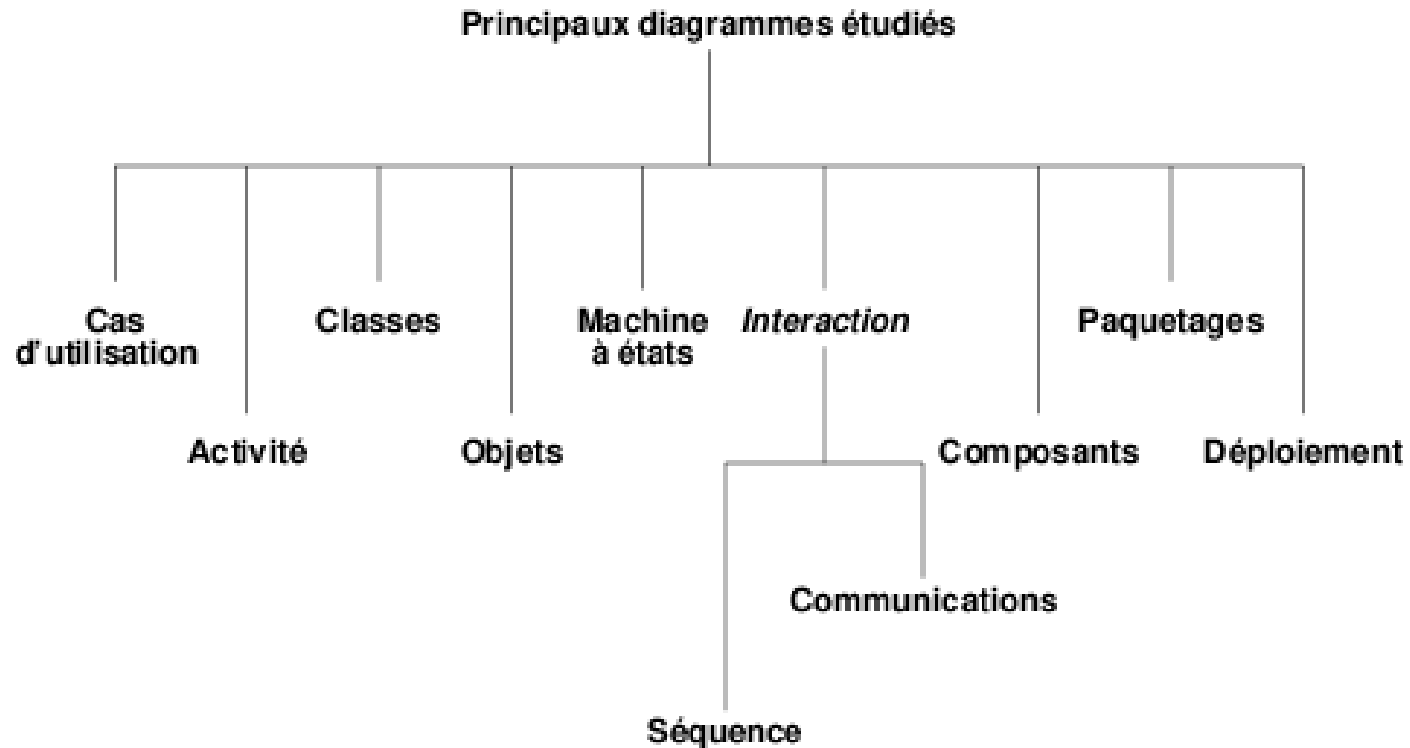 Principaux diagrammes étudiés
Cas
d'utilisation
Classes
Machine
à états
Interaction
Paquetages
Activité
Objets
Composants
Déploiement
Communications
Séquence